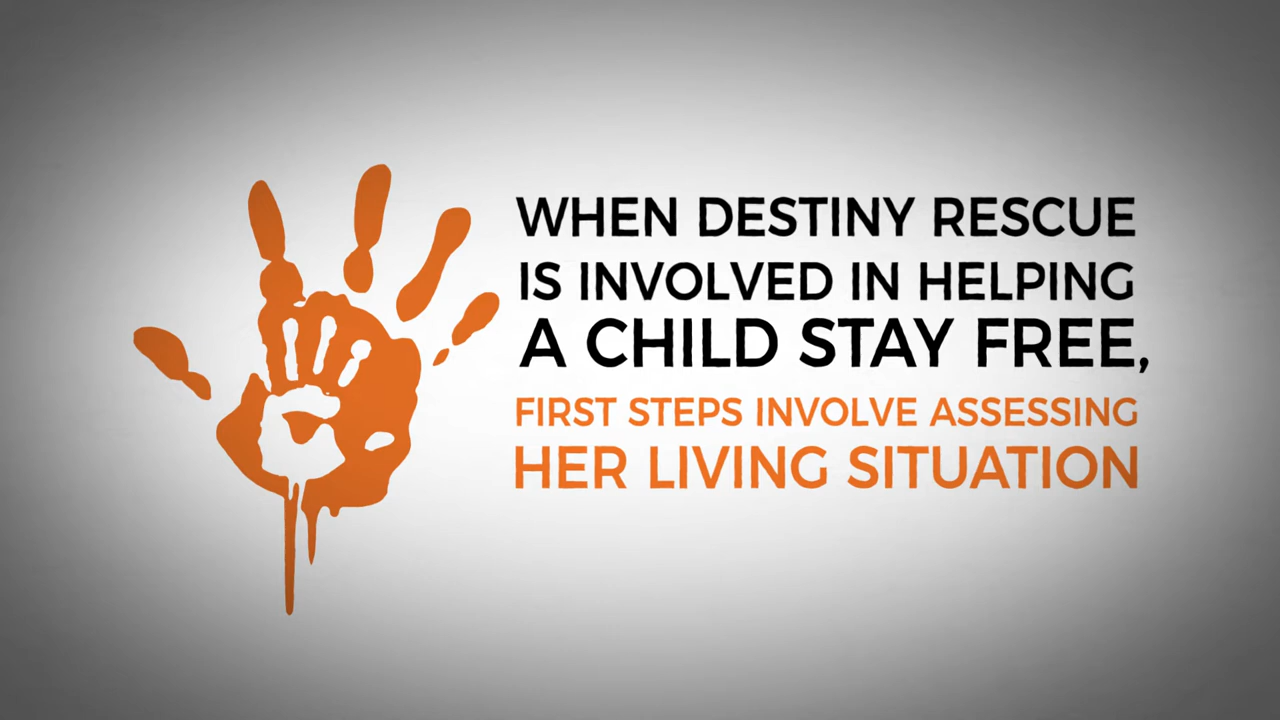 WHEN DESTINY RESCUE
IS INVOLVED IN HELPING
A CHILD STAY FREE,
FIRST STEPS INVOLVE ASSESSING
HER LIVING SITUATION